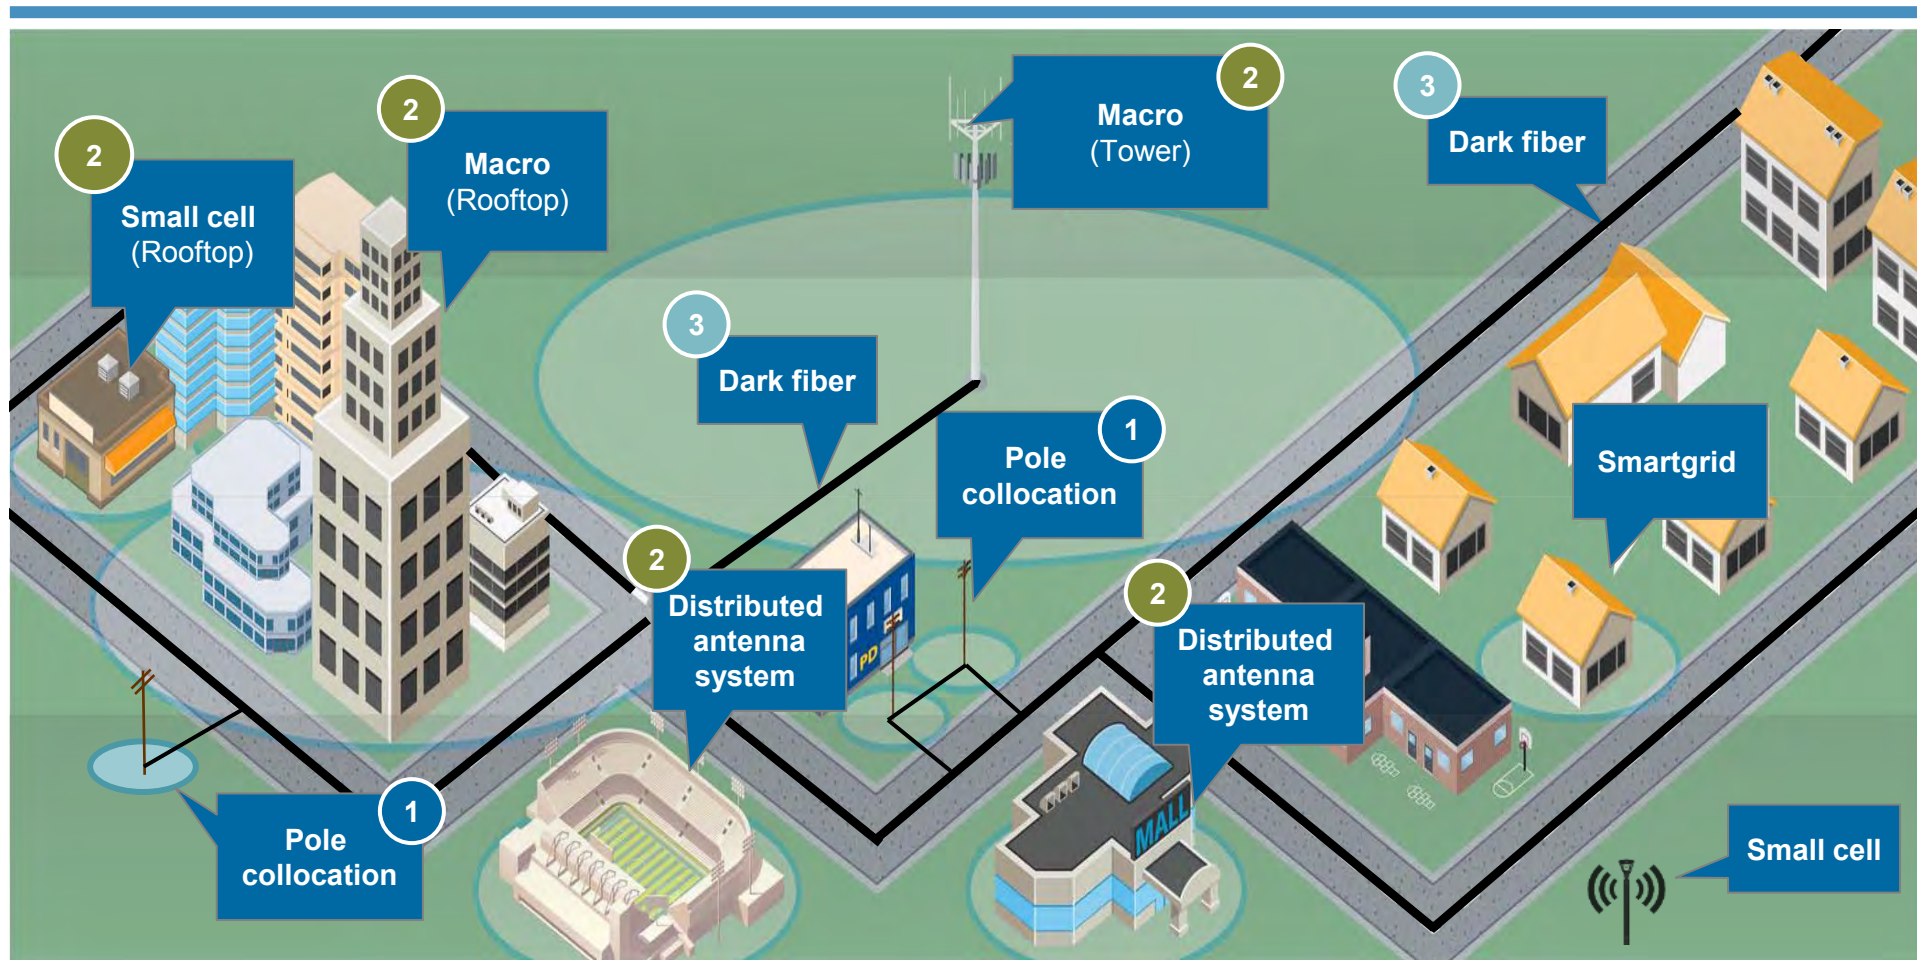 2
Small cell
(Rooftop)
2
Macro
(Rooftop)
2
Macro
(Tower)
3
Dark fiber
3
Dark fiber
1
Pole
collocation
Smartgrid
2
Distributed
antenna
system
PD
2
Distributed
antenna
system
MALL
1
Pole
collocation
Small cell